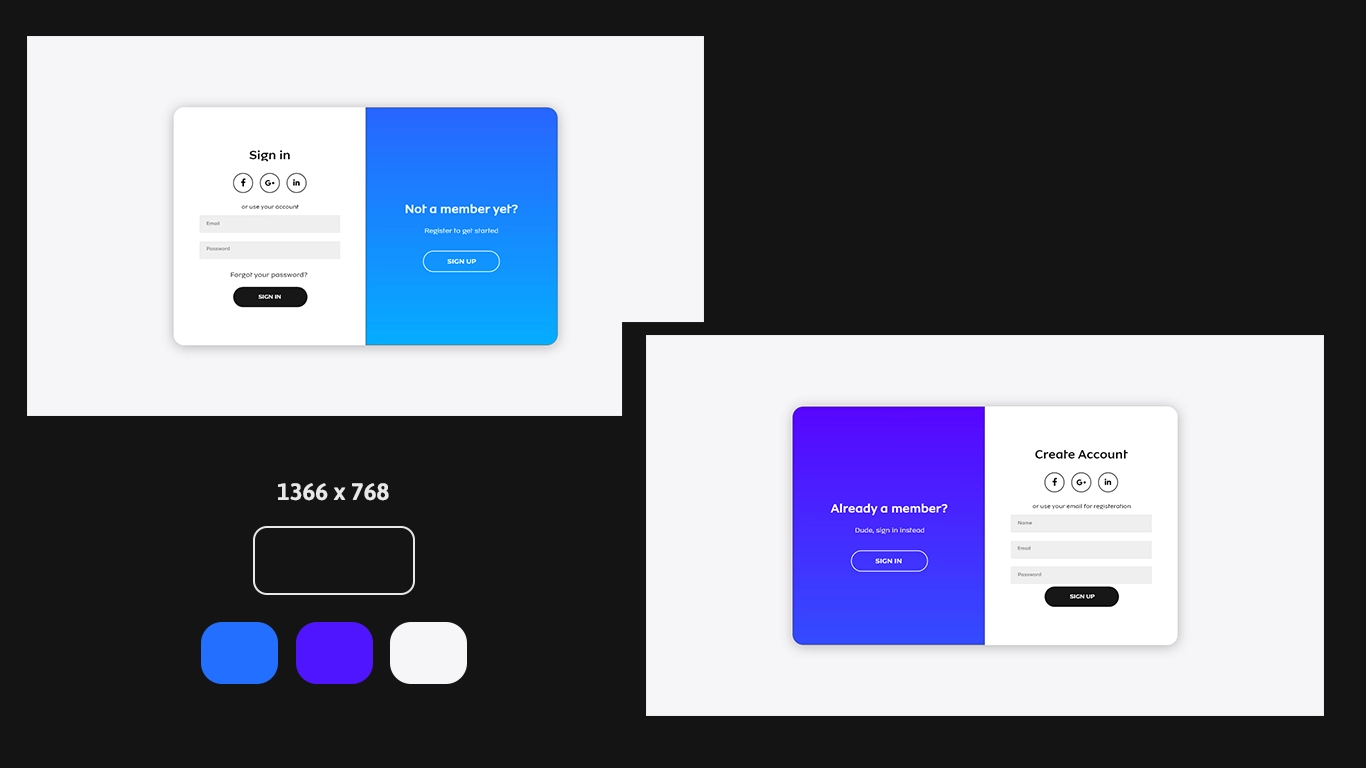 Sign in
f G+ in
or use your account
Email
Password
Forgot your password?
SIGN IN
Not a member yet?
Register to get started
SIGN UP
Already a member?
Dude, sign in instead
SIGN IN
Create Account
f G+ in
or use your email for registeration
Name
Email
Password
SIGN UP
1366 x 768